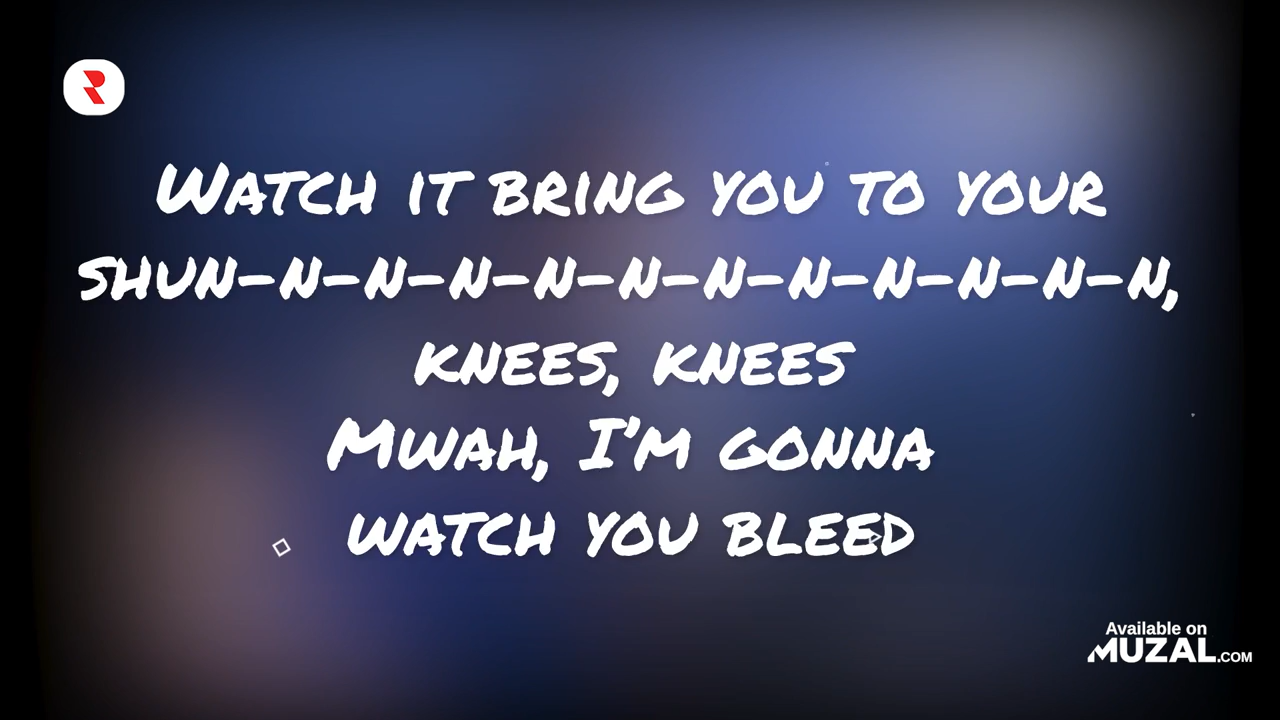 Watch it bring you to your
shun-n-n-n-n-n-n-n-n-n-n-n,
knees, knees
Mwah, I'm gonna
watch you bleed
Available on
MUZAL.COM